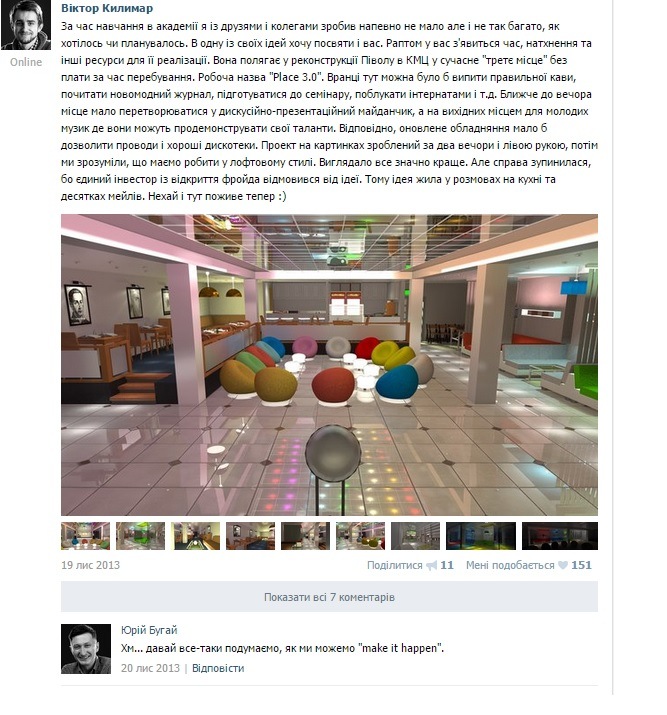 Віктор Килимар
Online
За час навчання в академії я із друзями і колегами зробив напевно не мало але і не так багато, як
хотілось чи планувалось. В одну із своїх ідей хочу посвяти і вас. Раптом у вас з'явиться час, натхнення та
інші ресурси для її реалізації. Вона полягає у реконструкції Піволу в КМЦ у сучасне "третє місце" без
плати за час перебування. Робоча назва "Place 3.0". Вранці тут можна було б випити правильної кави,
почитати новомодний журнал, підготуватися до семінару, поблукати інтернатами і т.д. Ближче до вечора
місце мало перетворюватися у дискусійно-презентаційний майданчик, а на вихідних місцем для молодих
музик де вони можуть продемонструвати свої таланти. Відповідно, оновлене обладняння мало б
дозволити проводи і хороші дискотеки. Проект на картинках зроблений за два вечори і лівою рукою, потім
ми зрозуміли, що маємо робити у лофтовому стилі. Виглядало все значно краще. Але справа зупинилася,
бо єдиний інвестор із відкриття фройда відмовився від ідеї. Тому ідея жила у розмовах на кухні та
десятках мейлів. Нехай і тут поживе тепер :)
19 лис 2013 Поділитися 11 Мені подобається 151
Показати всі 7 коментарів
Юрій Бугай
Хм... давай все-таки подумаємо, як ми можемо "make it happen".
20 лис 2013 | Відповісти